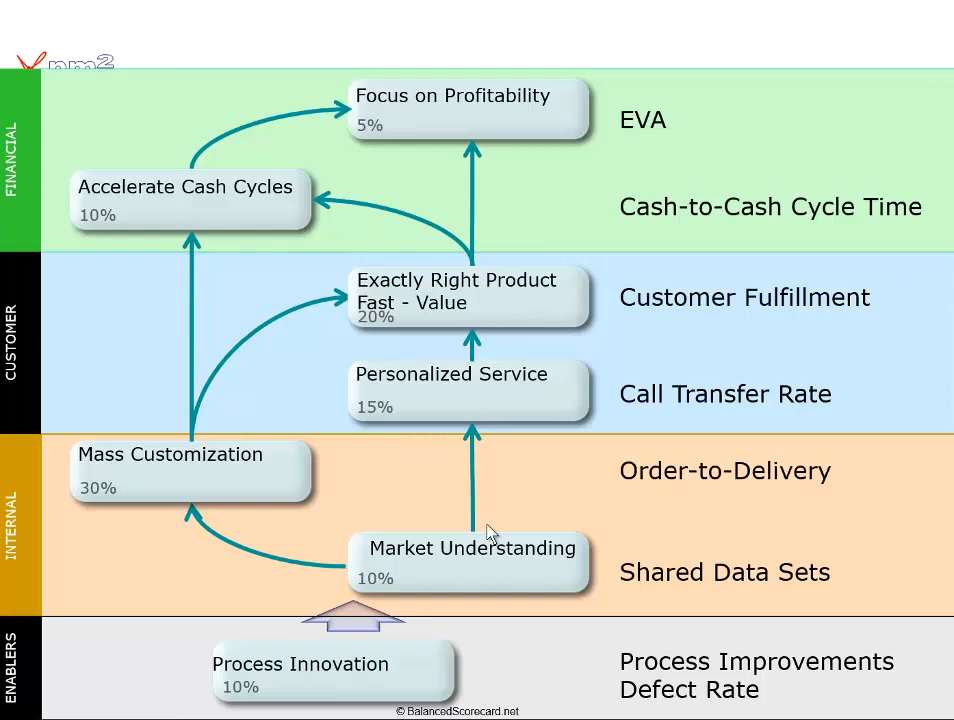 nm2
FINANCIAL
Focus on Profitability
5%
EVA
Accelerate Cash Cycles
10%
Cash-to-Cash Cycle Time
CUSTOMER
Exactly Right Product
Fast - Value
20%
Customer Fulfillment
Personalized Service
15%
Call Transfer Rate
INTERNAL
Mass Customization
30%
Order-to-Delivery
Market Understanding
10%
Shared Data Sets
ENABLERS
Process Innovation
10%
Process Improvements
Defect Rate
© BalancedScorecard.net